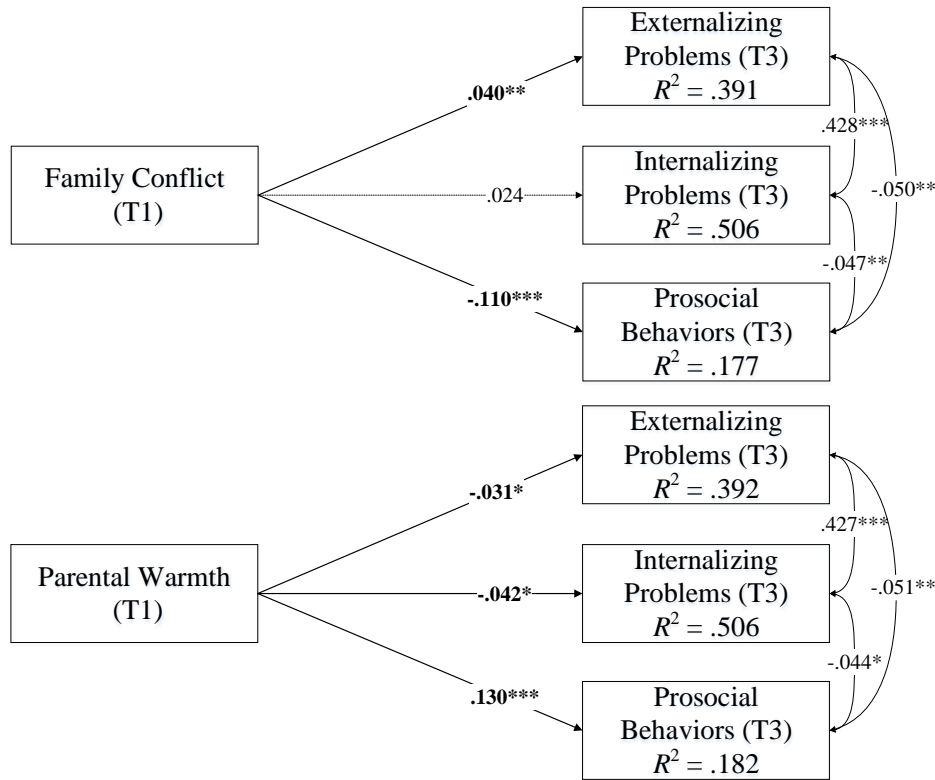 Externalizing
Problems (T3)
R² = .391
.040**
.428***
Family Conflict
(T1)
Internalizing
Problems (T3)
R² = .506
.024
-.050**
-.047**
-.110***
Prosocial
Behaviors (T3)
R² = .177
Externalizing
Problems (T3)
R² = .392
-.031*
.427***
Parental Warmth
(T1)
Internalizing
Problems (T3)
R² = .506
-.042*
-.051**
-.044*
.130***
Prosocial
Behaviors (T3)
R² = .182